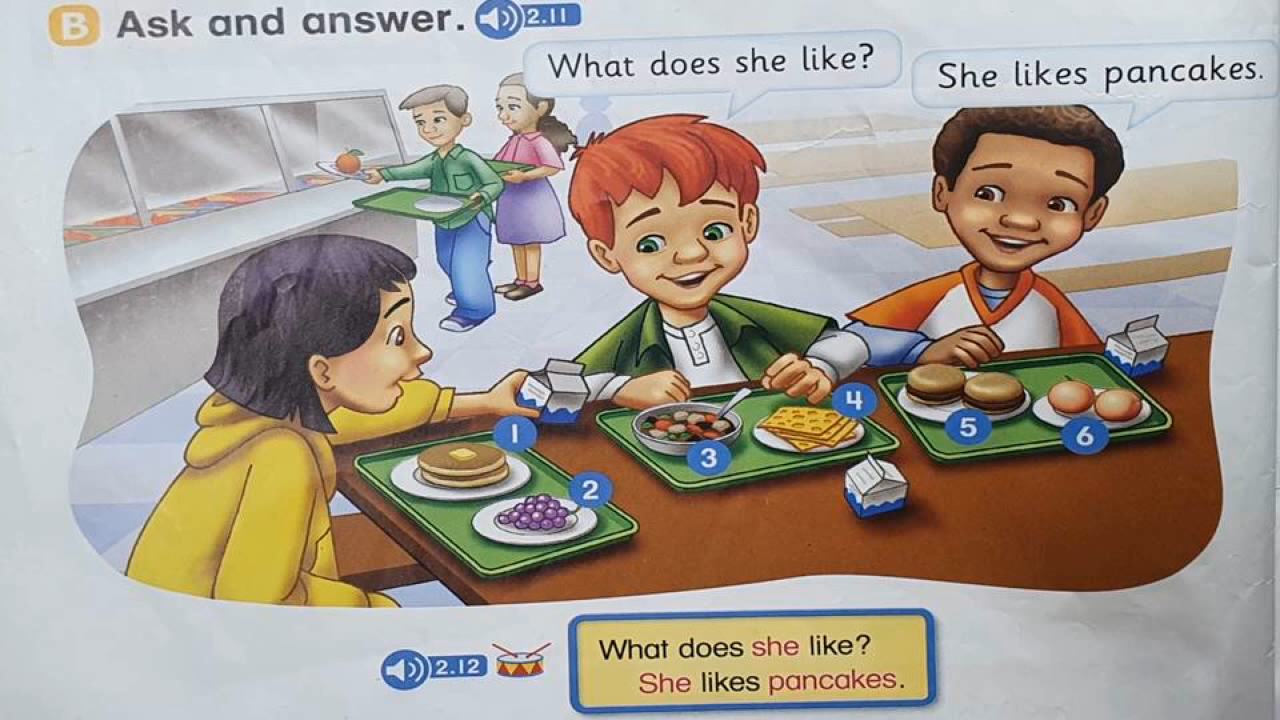 B Ask and answer. 2.11
What does she like?
She likes pancakes.
1
2
3
4
5
6
2.12
What does she like?
She likes pancakes.